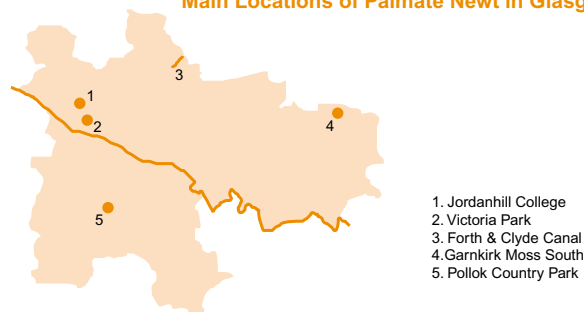 Main Locations of Palmate Newt in Glasg
3
1
2
4
5
1. Jordanhill College
2. Victoria Park
3. Forth & Clyde Canal
4.Garnkirk Moss South
5. Pollok Country Park